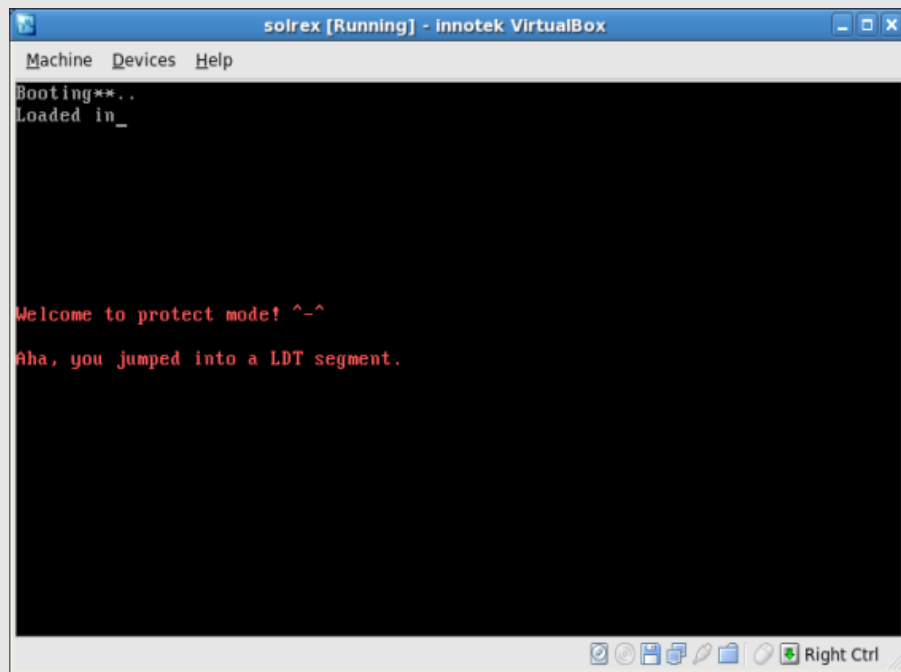 solrex [Running] - innotek VirtualBox
Machine Devices Help
Booting**..
Loaded in_
Welcome to protect mode! ^-^
Aha, you jumped into a LDT segment.
Right Ctrl